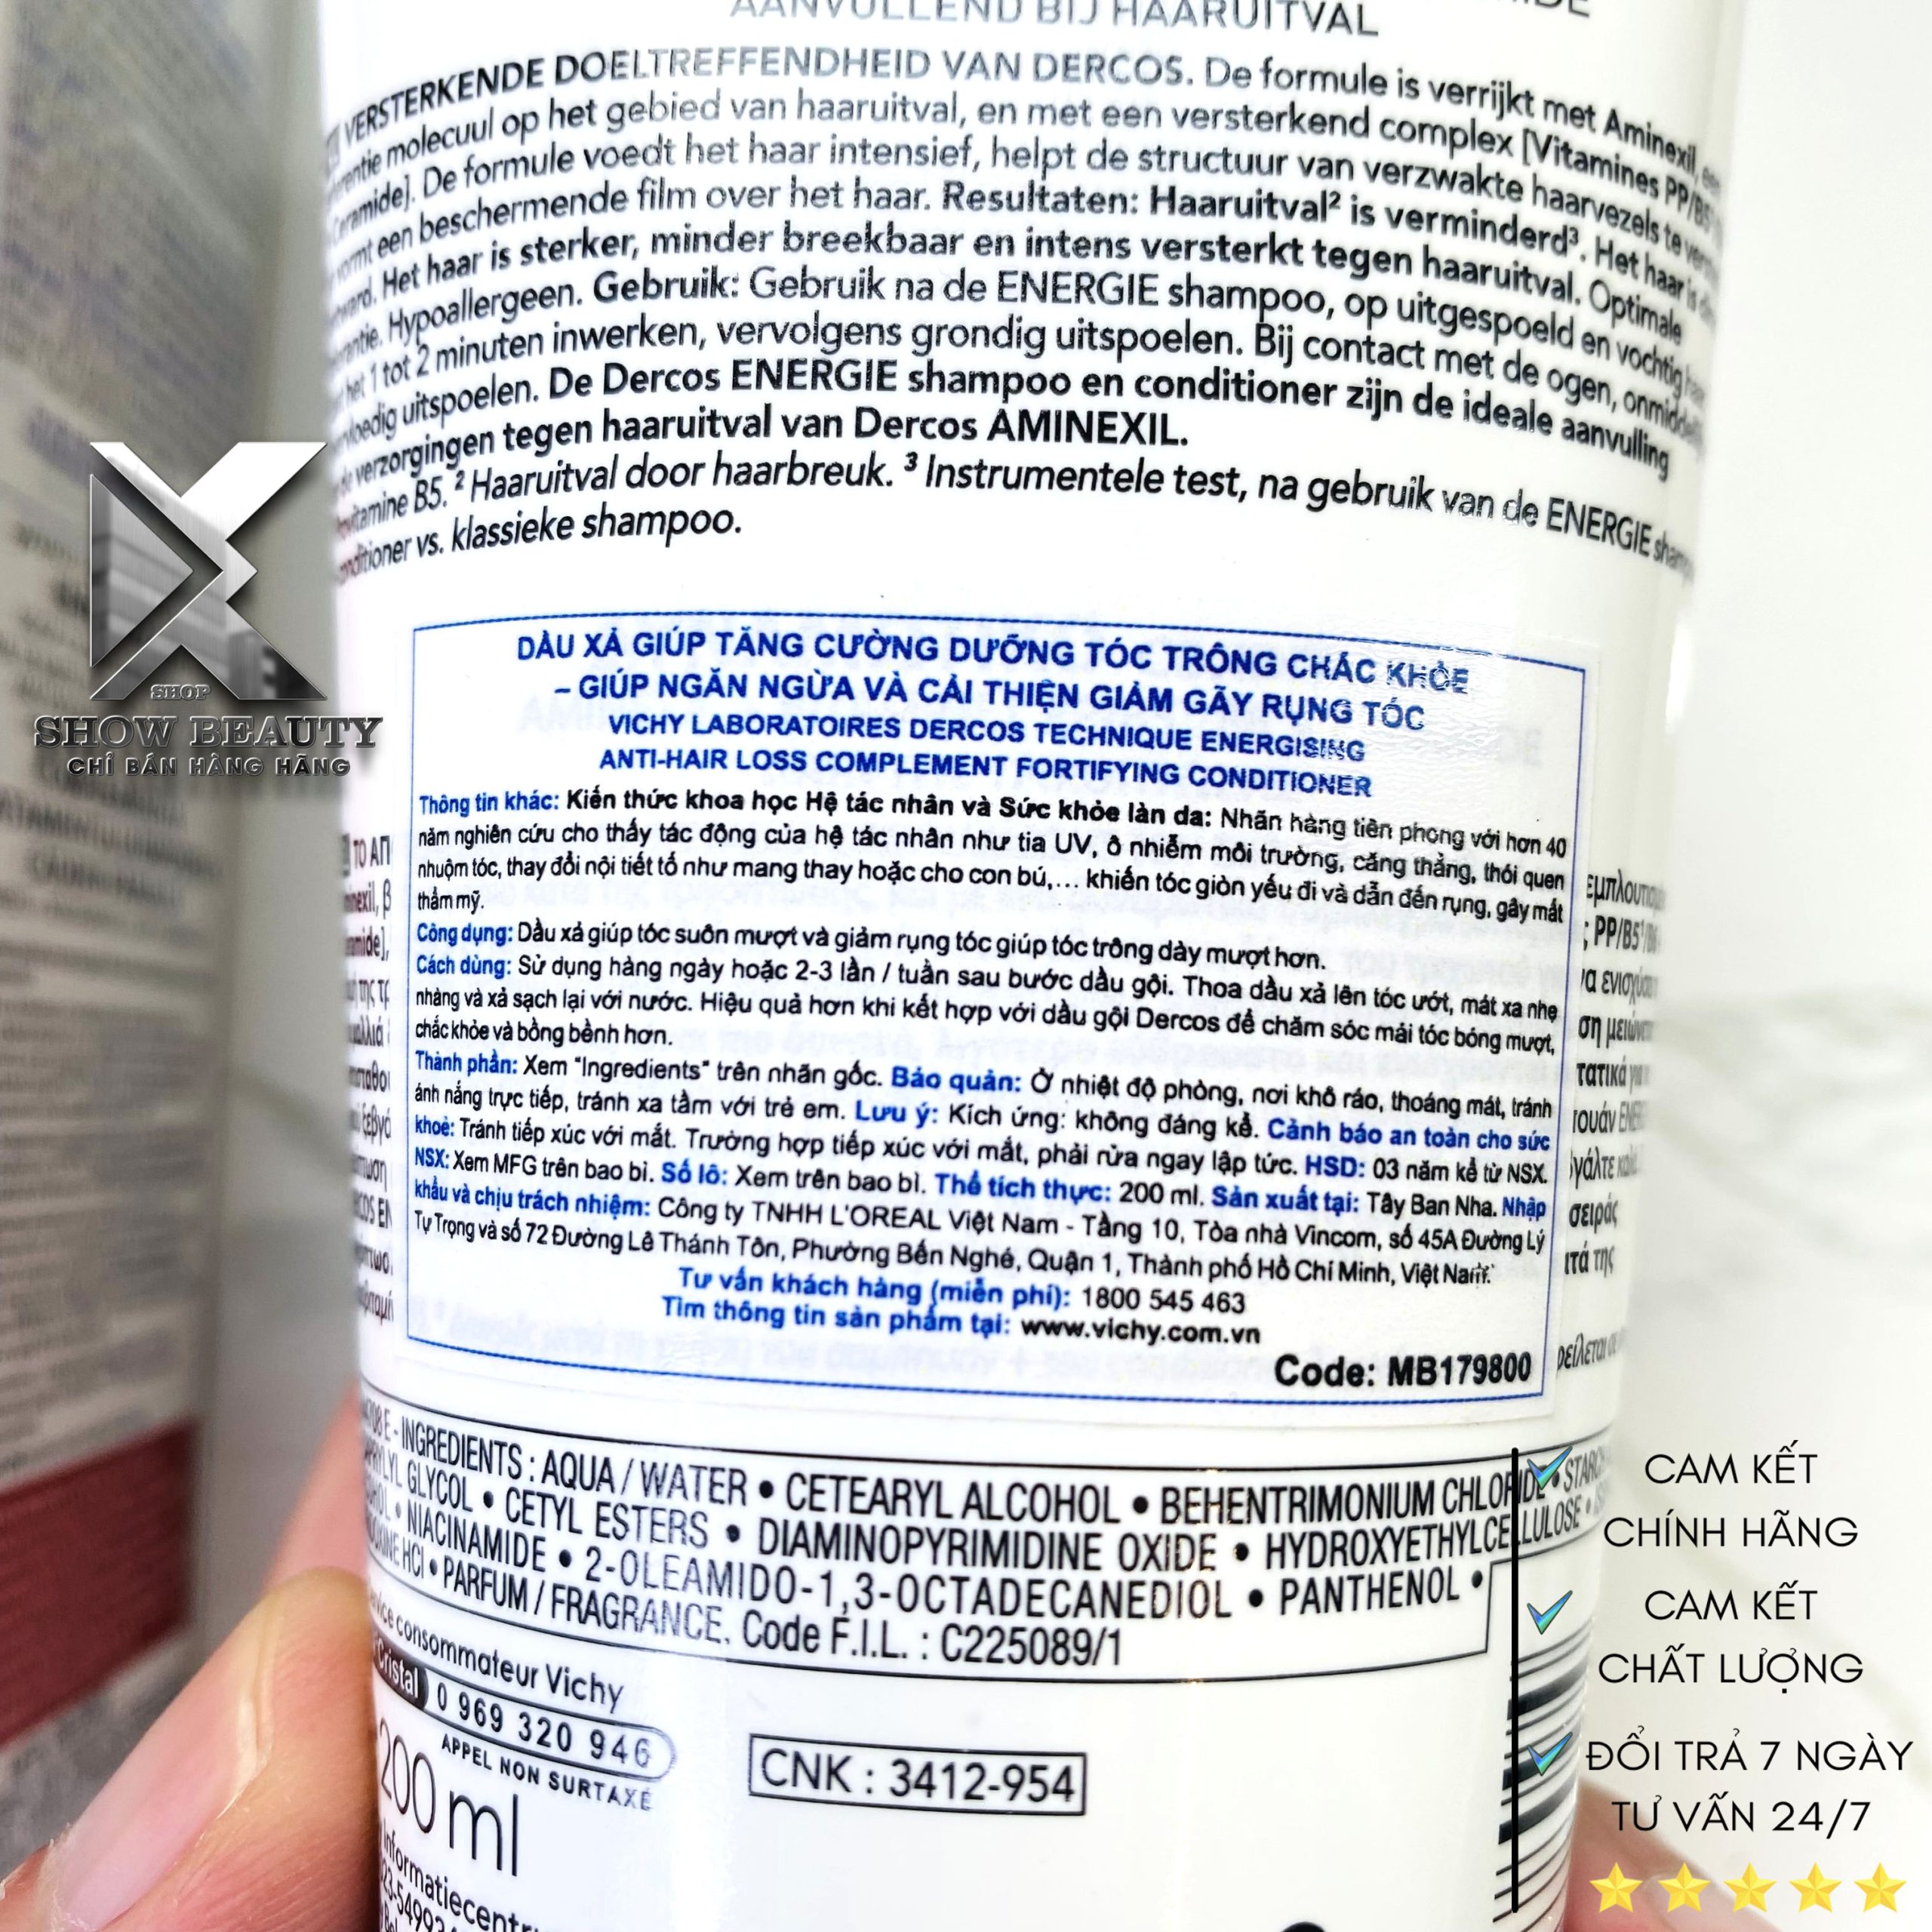 AANVULLEND BIJ HAARUITVAL
VERSTERKENDE DOELTREFFENDHEID VAN DERCOS. De formule is verrijkt met Aminexil,
molecuul op het gebied van haaruitval, en met een versterkend complex [Vitamines PP/B5
Ceramide]. De formule voedt het haar intensief, helpt de structuur van verzwakte haarvezels te
vormt een beschermende film over het haar. Resultaten: Haaruitval² is verminderd³. Het haar is
Het haar is sterker, minder breekbaar en intens versterkt tegen haaruitval. Optimale
Hypoallergeen. Gebruik: Gebruik na de ENERGIE shampoo, op uitgespoeld en vochtig
het 1 tot 2 minuten inwerken, vervolgens grondig uitspoelen. Bij contact met de ogen,
uitspoelen. De Dercos ENERGIE shampoo en conditioner zijn de ideale aanvulling
verzorgingen tegen haaruitval van Dercos AMINEXIL.
B5. ² Haaruitval door haarbreuk. ³ Instrumentele test, na gebruik van de ENERGIE
conditioner vs. klassieke shampoo.
SHOP
SHOW BEAUTY
CHỈ BÁN HÀNG HÃNG
DẦU XẢ GIÚP TĂNG CƯỜNG DƯỠNG TÓC TRÔNG CHẮC KHỎE
– GIÚP NGĂN NGỪA VÀ CẢI THIỆN GIẢM GÃY RỤNG TÓC
VICHY LABORATOIRES DERCOS TECHNIQUE ENERGISING
ANTI-HAIR LOSS COMPLEMENT FORTIFYING CONDITIONER
Thông tin khác: Kiến thức khoa học Hệ tác nhân và Sức khỏe làn da: Nhãn hàng tiên phong với hơn 40
năm nghiên cứu cho thấy tác động của hệ tác nhân như tia UV, ô nhiễm môi trường, căng thẳng, thói quen
nhuộm tóc, thay đổi nội tiết tố như mang thay hoặc cho con bú,... khiến tóc giòn yếu đi và dẫn đến rụng, gây mất
thẩm mỹ.
Công dụng: Dầu xả giúp tóc suôn mượt và giảm rụng tóc giúp tóc trông dày mượt hơn.
Cách dùng: Sử dụng hàng ngày hoặc 2-3 lần / tuần sau bước dầu gội. Thoa dầu xả lên tóc ướt, mát xa nhẹ
nhàng và xả sạch lại với nước. Hiệu quả hơn khi kết hợp với dầu gội Dercos để chăm sóc mái tóc bóng mượt,
chắc khỏe và bồng bềnh hơn.
Thành phần: Xem "Ingredients" trên nhãn gốc. Bảo quản: Ở nhiệt độ phòng, nơi khô ráo, thoáng mát, tránh
ánh nắng trực tiếp, tránh xa tầm với trẻ em. Lưu ý: Kích ứng: không đáng kể. Cảnh báo an toàn cho sức
khoẻ: Tránh tiếp xúc với mắt. Trường hợp tiếp xúc với mắt, phải rửa ngay lập tức. HSD: 03 năm kể từ NSX.
NSX: Xem MFG trên bao bì. Số lô: Xem trên bao bì. Thể tích thực: 200 ml. Sản xuất tại: Tây Ban Nha. Nhập
khẩu và chịu trách nhiệm: Công ty TNHH L'OREAL Việt Nam - Tầng 10, Tòa nhà Vincom, số 45A Đường Lý
Tự Trọng và số 72 Đường Lê Thánh Tôn, Phường Bến Nghé, Quận 1, Thành phố Hồ Chí Minh, Việt Nam.
Tư vấn khách hàng (miễn phí): 1800 545 463
Tìm thông tin sản phẩm tại: www.vichy.com.vn
Code: MB179800
INGREDIENTS : AQUA / WATER • CETEARYL ALCOHOL • BEHENTRIMONIUM CHLORIDE •
GLYCOL • CETYL ESTERS • DIAMINOPYRIMIDINE OXIDE • HYDROXYETHYLCELLULOSE •
• NIACINAMIDE • 2-OLEAMIDO-1,3-OCTADECANEDIOL • PANTHENOL •
HCl • PARFUM / FRAGRANCE. Code F.I.L. : C225089/1
consommateur Vichy
Cristal 0 969 320 946
APPEL NON SURTAXÉ
200 ml
CNK : 3412-954
CAM KẾT
CHÍNH HÃNG
CAM KẾT
CHẤT LƯỢNG
ĐỔI TRẢ 7 NGÀY
TƯ VẤN 24/7